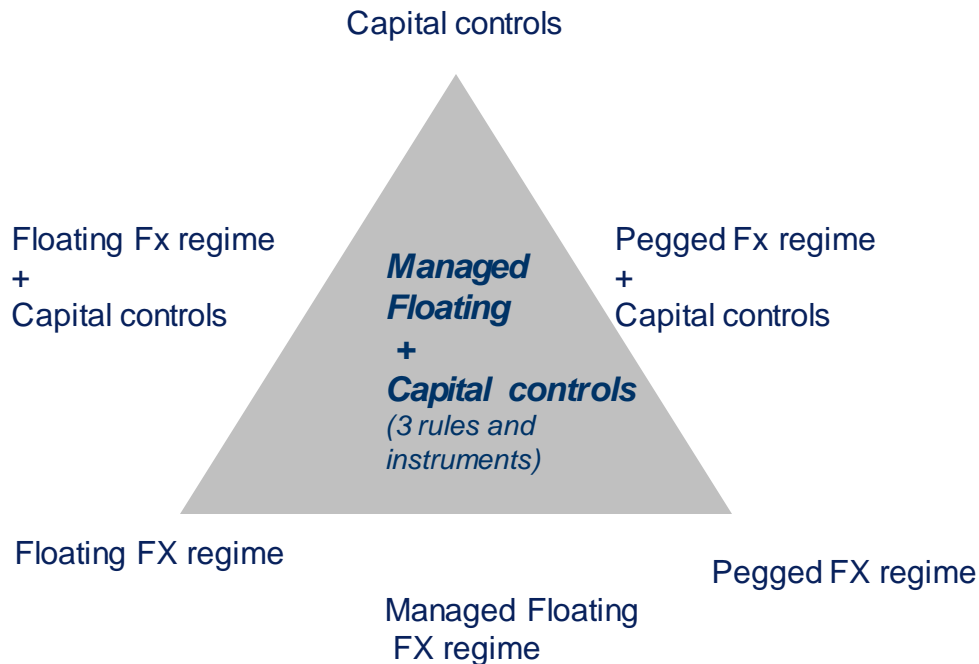 Capital controls
Floating Fx regime
+
Capital controls
Managed
Floating
+
Capital controls
(3 rules and
instruments)
Pegged Fx regime
+
Capital controls
Floating FX regime
Pegged FX regime
Managed Floating
FX regime